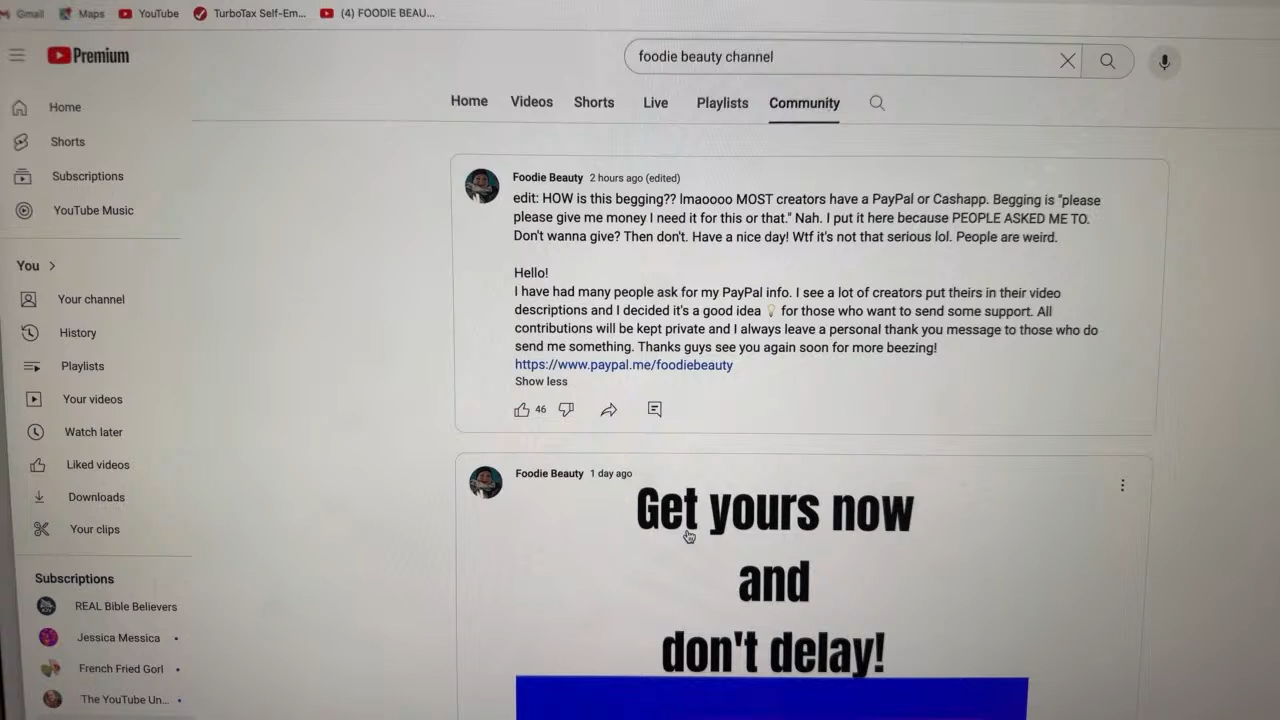 Gmail
Maps
YouTube
TurboTax Self-Em...
(4) FOODIE BEAU...
Premium
foodie beauty channel
Home
Videos
Shorts
Live
Playlists
Community
Home
Shorts
Subscriptions
YouTube Music
You
Your channel
History
Playlists
Your videos
Watch later
Liked videos
Downloads
Your clips
Subscriptions
REAL Bible Believers
Jessica Messica
French Fried Gorl
The YouTube Un...
Foodie Beauty 2 hours ago (edited)
edit: HOW is this begging?? lmaoooo MOST creators have a PayPal or Cashapp. Begging is "please
please give me money I need it for this or that." Nah. I put it here because PEOPLE ASKED ME TO.
Don't wanna give? Then don't. Have a nice day! Wtf it's not that serious lol. People are weird.
Hello!
I have had many people ask for my PayPal info. I see a lot of creators put theirs in their video
descriptions and I decided it's a good idea 💡 for those who want to send some support. All
contributions will be kept private and I always leave a personal thank you message to those who do
send me something. Thanks guys see you again soon for more beezing!
https://www.paypal.me/foodiebeauty
Show less
46
Foodie Beauty 1 day ago
Get yours now
and
don't delay!